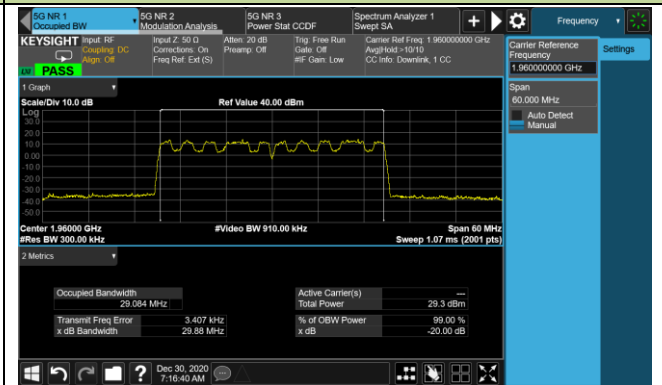 5G NR 1
Occupied BW
5G NR 2
Modulation Analysis
5G NR 3
Power Stat CCDF
Spectrum Analyzer 1
Swept SA
Frequency
KEYSIGHT
Input: RF
Coupling: DC
Align: Off
Input Z: 50 Ω
Corrections: On
Freq Ref: Ext (S)
Atten: 20 dB
Preamp: Off
Trig: Free Run
Gate: Off
#IF Gain: Low
Carrier Ref Freq: 1.960000000 GHz
Avg|Hold:>10/10
CC Info: Downlink, 1 CC
PASS
Carrier Reference
Frequency
1.960000000 GHz
Settings
Span
60.000 MHz
Auto Detect
Manual
1 Graph
Scale/Div 10.0 dB
Ref Value 40.00 dBm
Log
30.0
20.0
10.0
0.00
-10.0
-20.0
-30.0
-40.0
-50.0
Center 1.96000 GHz
#Video BW 910.00 kHz
Span 60 MHz
#Res BW 300.00 kHz
Sweep 1.07 ms (2001 pts)
2 Metrics
Occupied Bandwidth
29.084 MHz
Active Carrier(s)
—
Total Power
29.3 dBm
Transmit Freq Error
3.407 kHz
% of OBW Power
99.00 %
x dB Bandwidth
29.88 MHz
x dB
-20.00 dB
?
Dec 30, 2020
7:16:40 AM